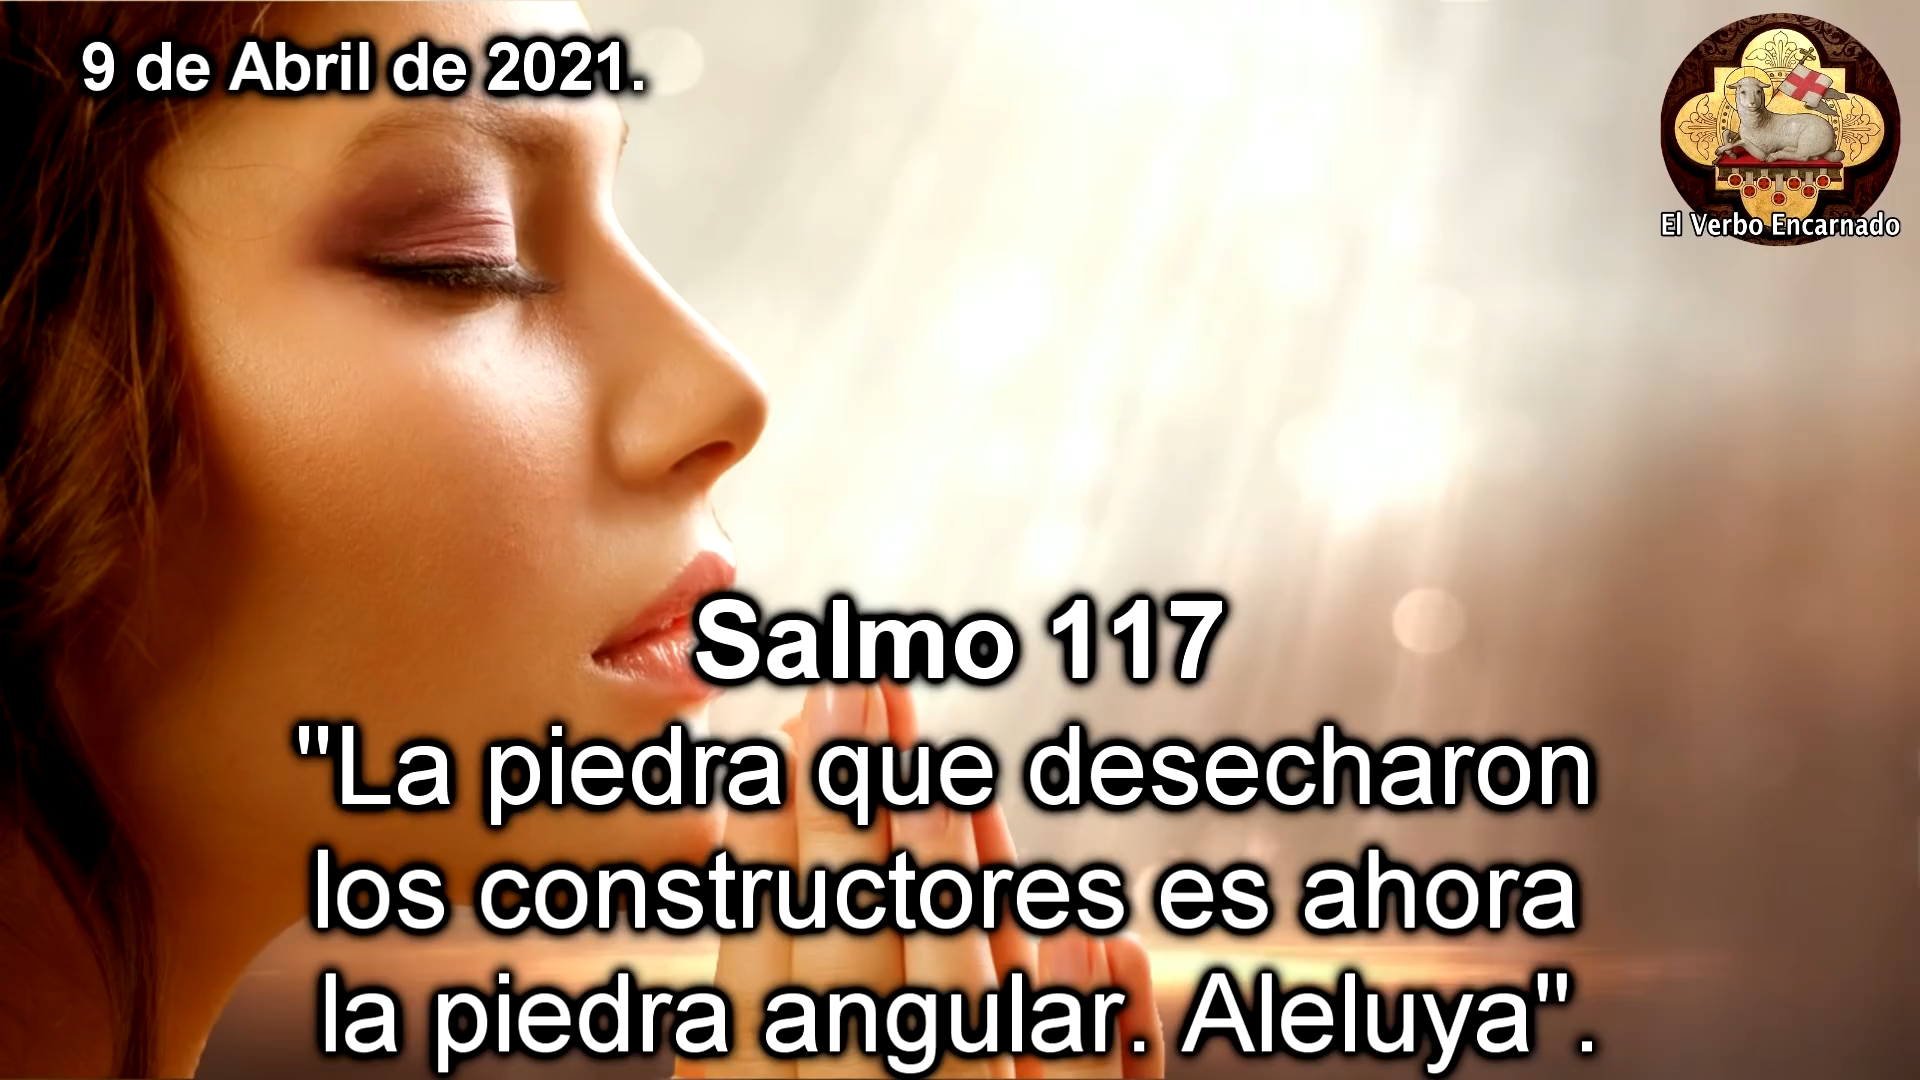 9 de Abril de 2021.
El Verbo Encarnado
Salmo 117
"La piedra que desecharon
los constructores es ahora
la piedra angular. Aleluya".